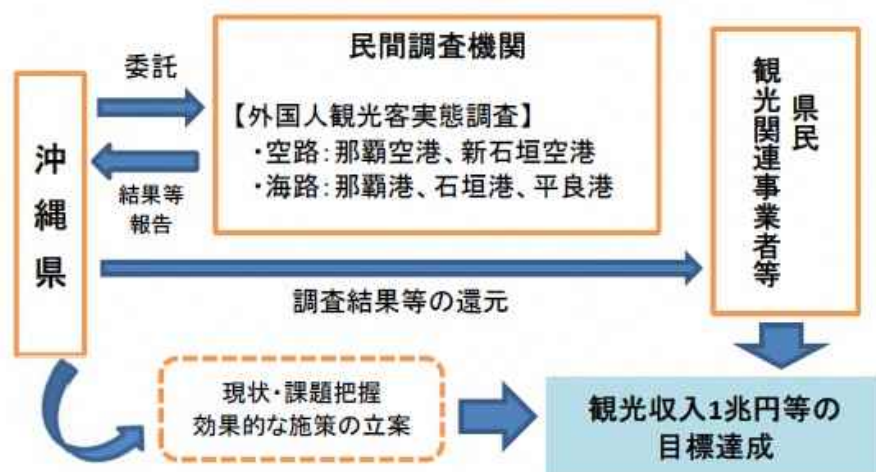 沖縄県
委託
結果等
報告
民間調査機関
【外国人観光客実態調査】
・空路：那覇空港、新石垣空港
・海路：那覇港、石垣港、平良港
県民
観光関連事業者等
調査結果等の還元
現状・課題把握
効果的な施策の立案
観光収入1兆円等の
目標達成